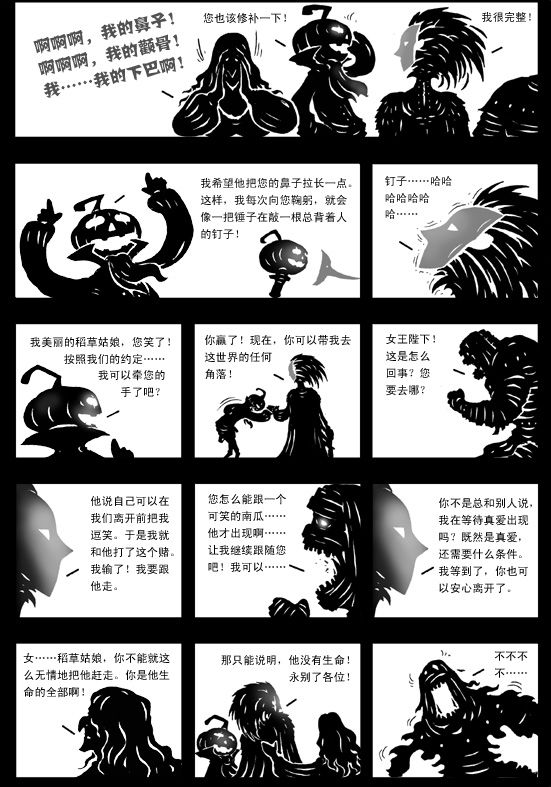 啊啊啊，我的鼻子！
啊啊啊，我的颧骨！
我……我的下巴啊！
您也该修补一下！
我很完整！
我希望他把您的鼻子拉长一点。
这样，我每次向您鞠躬，就会
像一把锤子在敲一根总背着人
的钉子！
钉子……哈哈
哈哈哈哈
哈……
我美丽的稻草姑娘，您笑了！
按照我们的约定……
我可以牵您的
手了吧？
你赢了！现在，你可以带我去
这世界的任何
角落！
女王陛下！
这是怎么
回事？您
要去哪？
他说自己可以在
我们离开前把我
逗笑。于是我就
和他打了这个赌。
我输了！我要跟
他走。
您怎么能跟一个
可笑的南瓜……
他才出现啊……
让我继续跟随您
吧！我可以……
你不是总和别人说，
我在等待真爱出现
吗？既然是真爱，
还需要什么条件。
我等到了，你也可
以安心离开了。
女……稻草姑娘，你不能就这
么无情地把他赶走。你是他生
命的全部啊！
那只能说明，他没有生命！
永别了各位！
不不不
不……